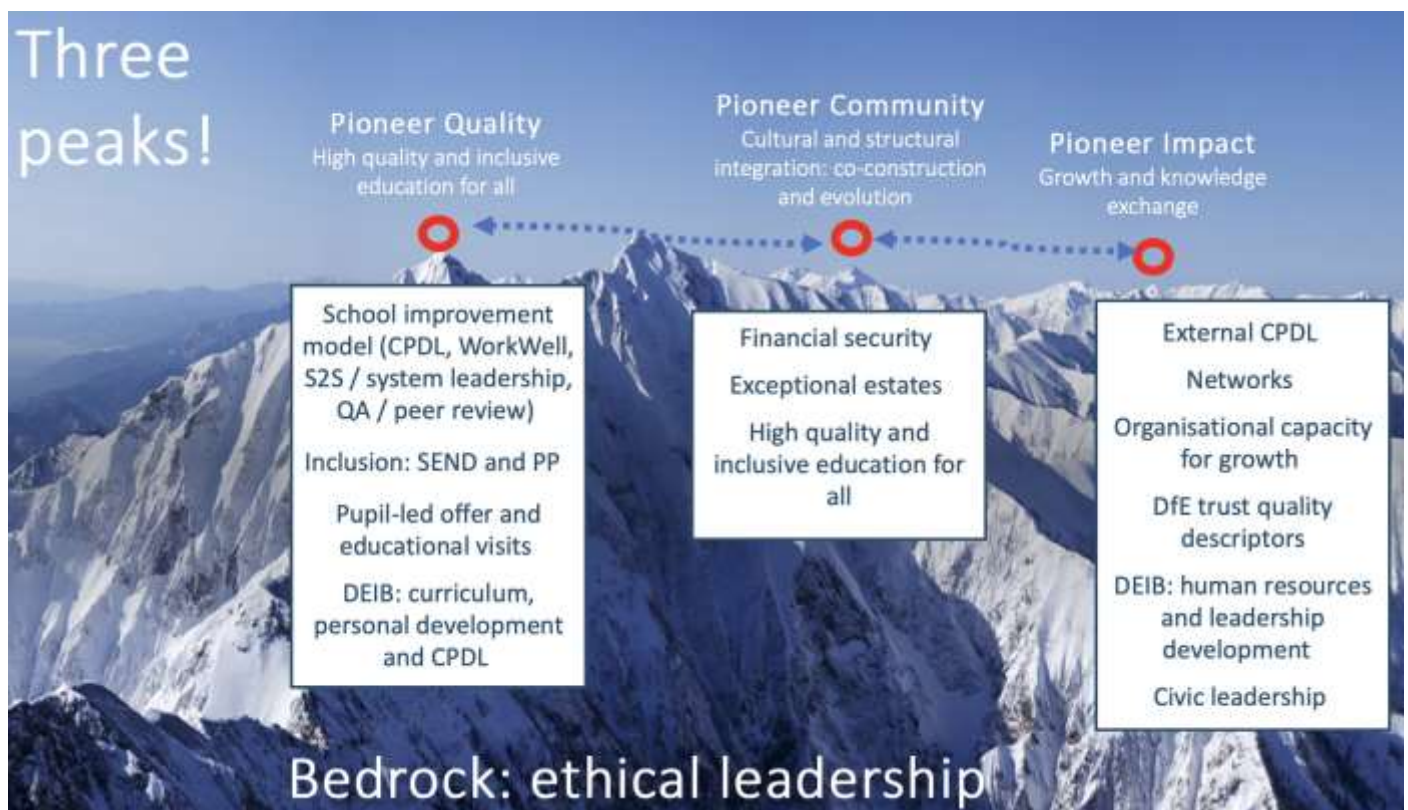 Three
peaks!
Pioneer Quality
High quality and inclusive
education for all
Pioneer Community
Cultural and structural
integration: co-construction
and evolution
Pioneer Impact
Growth and knowledge
exchange
School improvement
model (CPDL, WorkWell,
S2S / system leadership,
QA / peer review)
Inclusion: SEND and PP
Pupil-led offer and
educational visits
DEIB: curriculum,
personal development
and CPDL
Financial security
Exceptional estates
High quality and
inclusive education for
all
External CPDL
Networks
Organisational capacity
for growth
DfE trust quality
descriptors
DEIB: human resources
and leadership
development
Civic leadership
Bedrock: ethical leadership